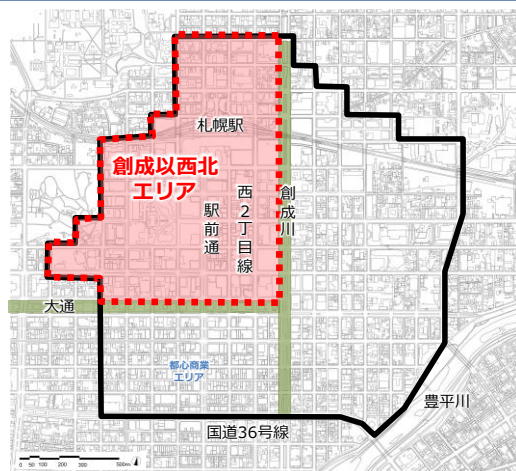 札幌駅
創成以西北
エリア
駅前通
西2丁目線
創成川
大通
都心商業
エリア
豊平川
国道36号線
0 50 100 200 300 500m